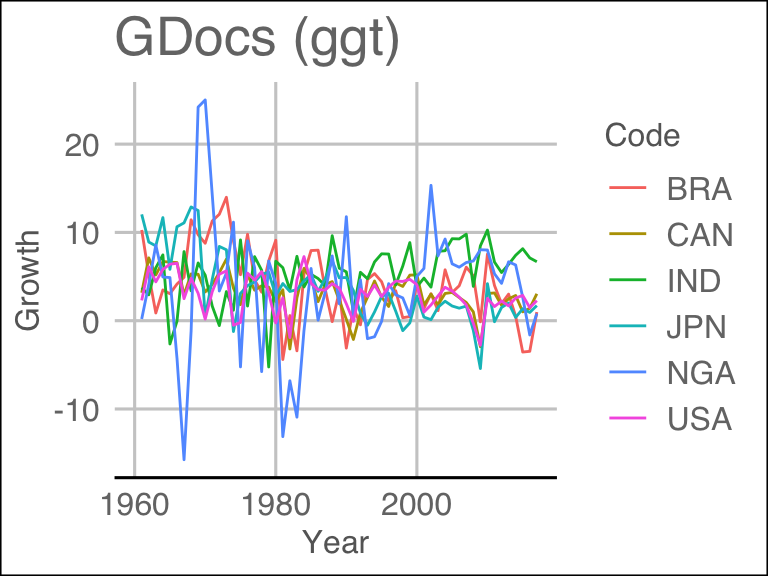 GDocs (ggt)
Growth
20
10
0
-10
1960
1980
2000
Year
Code
BRA
CAN
IND
JPN
NGA
USA